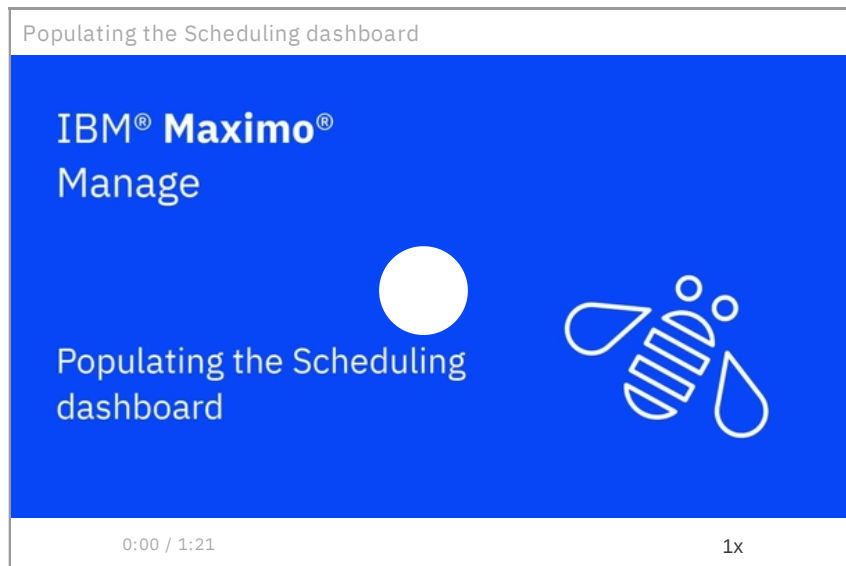 Populating the Scheduling dashboard
IBM® Maximo®
Manage
Populating the Scheduling
dashboard
0:00 / 1:21
1x